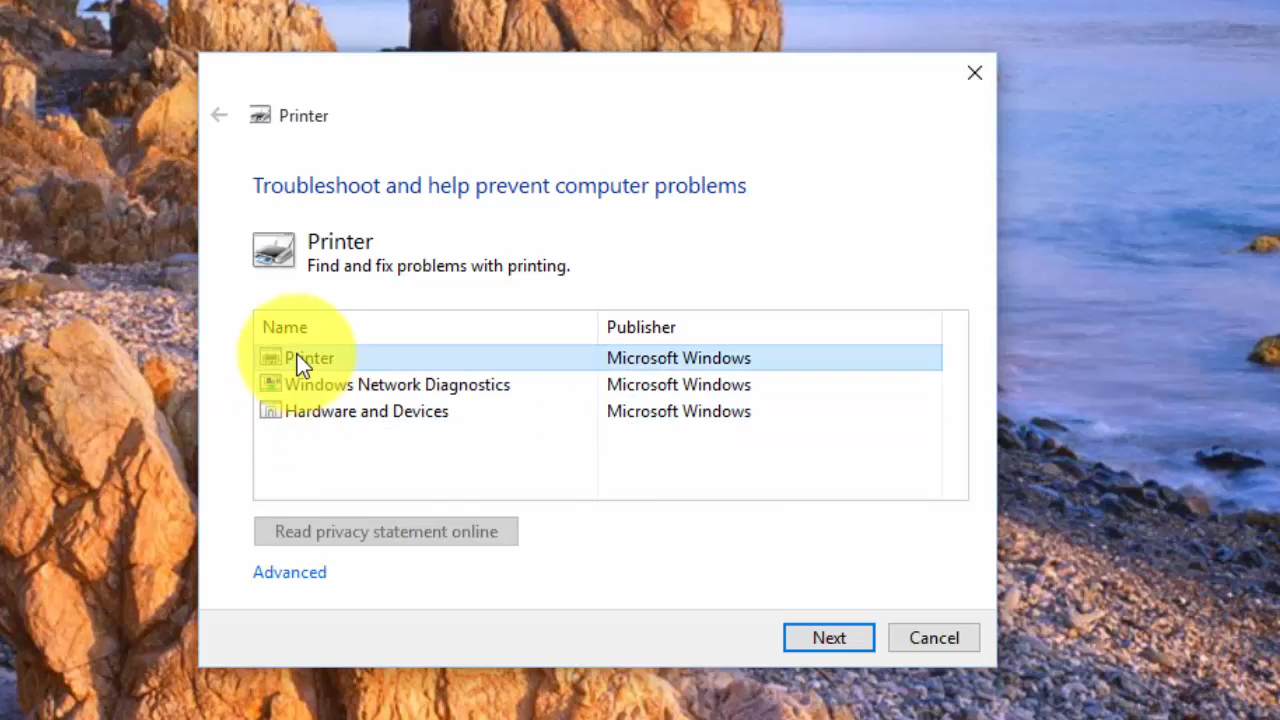 Printer
Troubleshoot and help prevent computer problems
Printer
Find and fix problems with printing.
Name Publisher
Printer Microsoft Windows
Windows Network Diagnostics Microsoft Windows
Hardware and Devices Microsoft Windows
Read privacy statement online
Advanced
Next Cancel